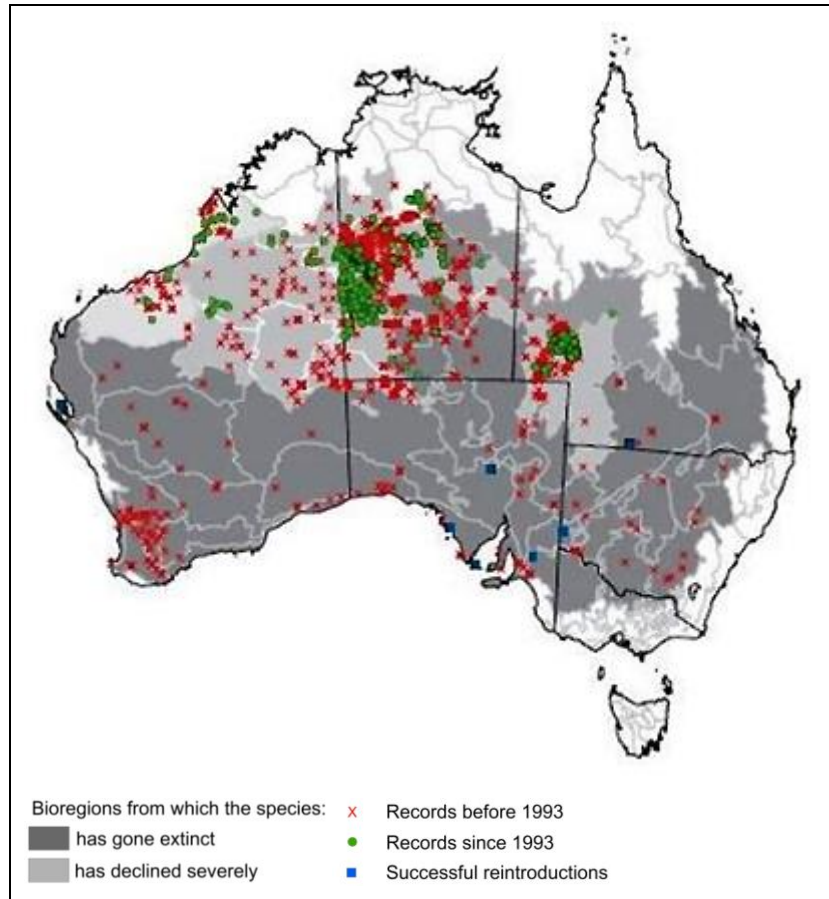 Bioregions from which the species:
has gone extinct
has declined severely
x Records before 1993
Records since 1993
Successful reintroductions